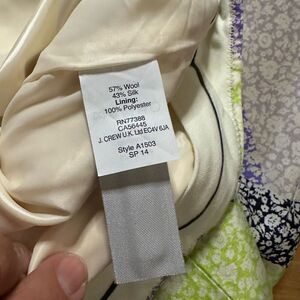 57% Wool
43% Silk
Lining:
100% Polyester
RN77388
CA56445
J. CREW U.K. Ltd EC4V 6JA
Style A1503
SP 14